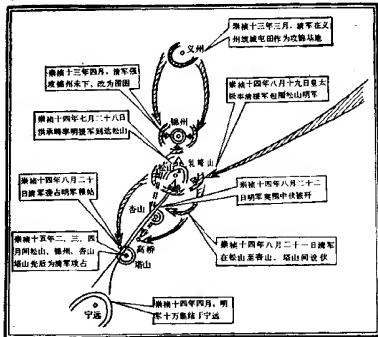 崇祯十三年三月，清军在义
州筑城屯田作为攻锦基地
义州
崇祯十三年四月，清军强
攻锦州未下，改为围困
崇祯十四年八月十九日皇太
极率清援军包围松山明军
崇祯十四年七月二十八日
洪承畴率明援军到达松山
锦州
乳峰山
松山
崇祯十四年八月二十
日清军袭占明军粮站
崇祯十四年八月二十二
日明军突围中伏被歼
杏山
崇祯十五年二、三、四
月间松山、锦州、杏山
塔山先后为清军攻占
高桥
塔山
崇祯十四年八月二十一日清军
在松山至杏山、塔山间设伏
崇祯十四年四月，明
军十万集结于宁远
宁远